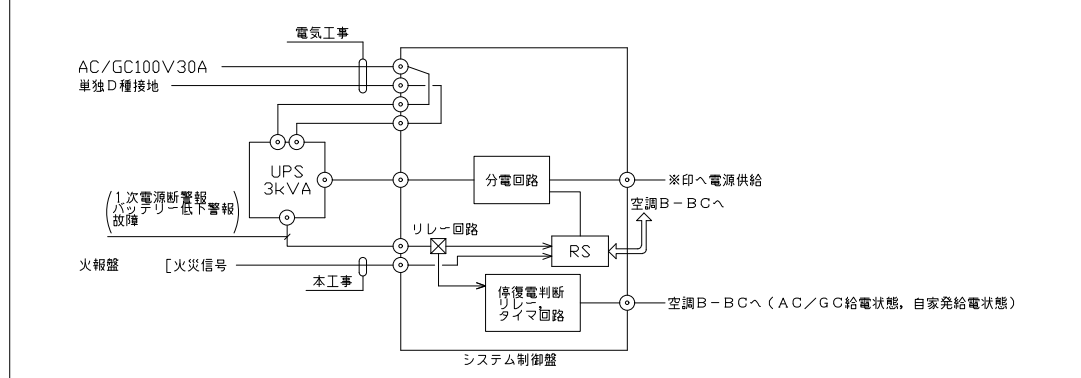 電気工事
AC/GC100V30A
単独D種接地
UPS
3kVA
分電回路
※印へ電源供給
空調B-BCへ
(1次電源断警報
バッテリー低下警報
故障)
リレー回路
RS
火報盤 [火災信号
本工事
停復電判断
リレー、
タイマ回路
空調B-BCへ(AC/GC給電状態,自家発給電状態)
システム制御盤